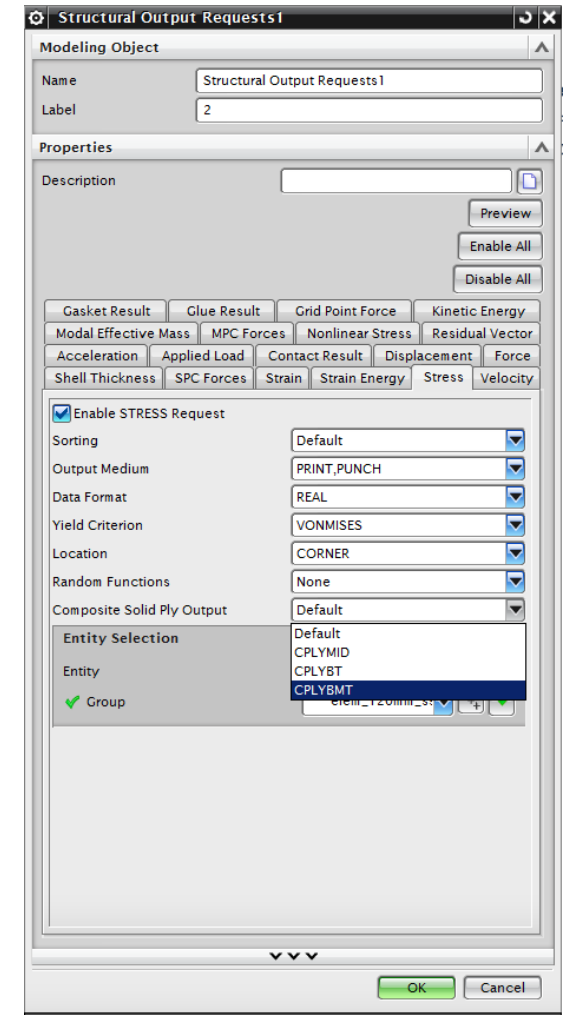 Structural Output Requests1
Modeling Object
Name Structural Output Requests1
Label 2
Properties
Description
Preview
Enable All
Disable All
Gasket Result Glue Result Grid Point Force Kinetic Energy
Modal Effective Mass MPC Forces Nonlinear Stress Residual Vector
Acceleration Applied Load Contact Result Displacement Force
Shell Thickness SPC Forces Strain Strain Energy Stress Velocity
Enable STRESS Request
Sorting Default
Output Medium PRINT,PUNCH
Data Format REAL
Yield Criterion VONMISES
Location CORNER
Random Functions None
Composite Solid Ply Output Default
Entity Selection Default
CPLYMID
Entity CPLYBT
CPLYBMT
Group
OK Cancel